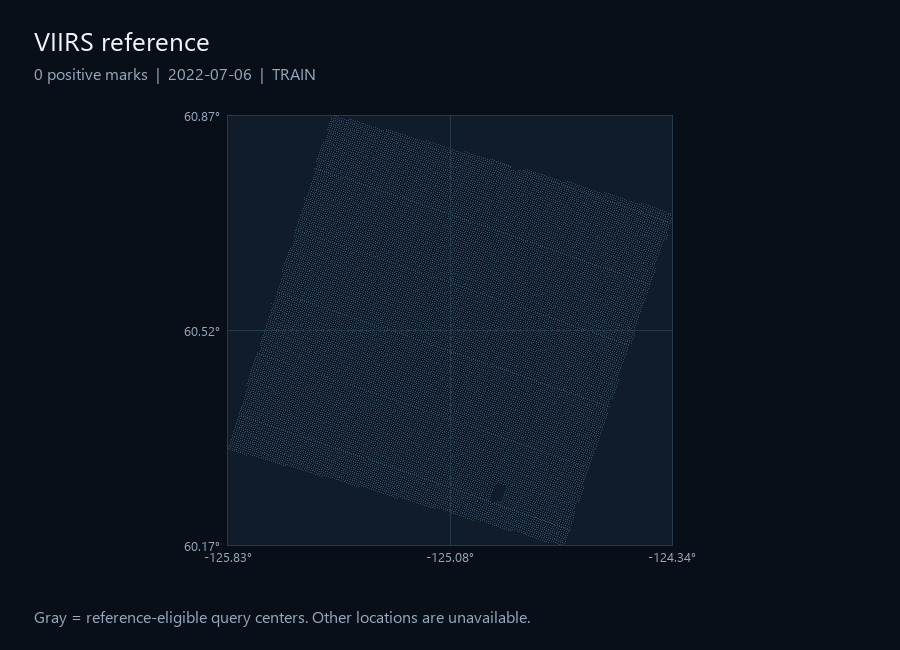 VIIRS reference
0 positive marks | 2022-07-06 | TRAIN
60.87°
60.52°
60.17°
-125.83°
-125.08°
-124.34°
Gray = reference-eligible query centers. Other locations are unavailable.